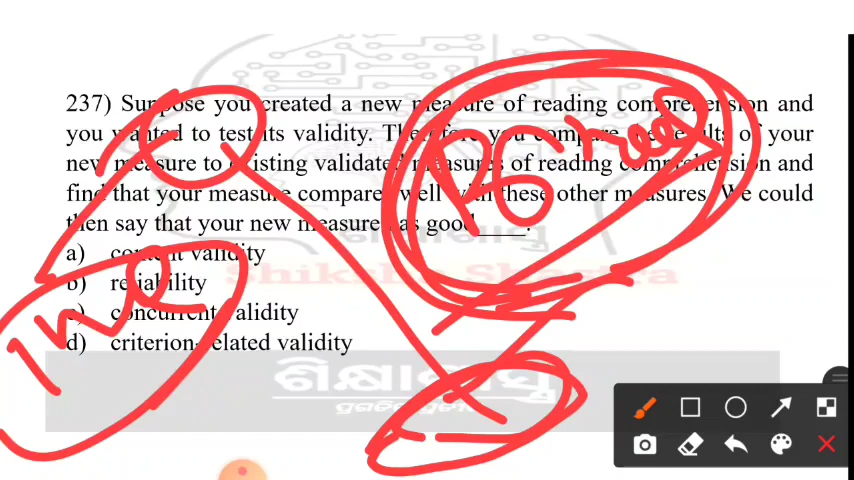 237) Suppose you created a new measure of reading comprehension and
you wanted to test its validity. Therefore you compare the results of your
new measure to existing validated measures of reading comprehension and
find that your measure compares well with these other measures. We could
then say that your new measure has good____.
a) content validity
b) reliability
Shiksha Shastra
c) concurrent validity
d) criterion-related validity